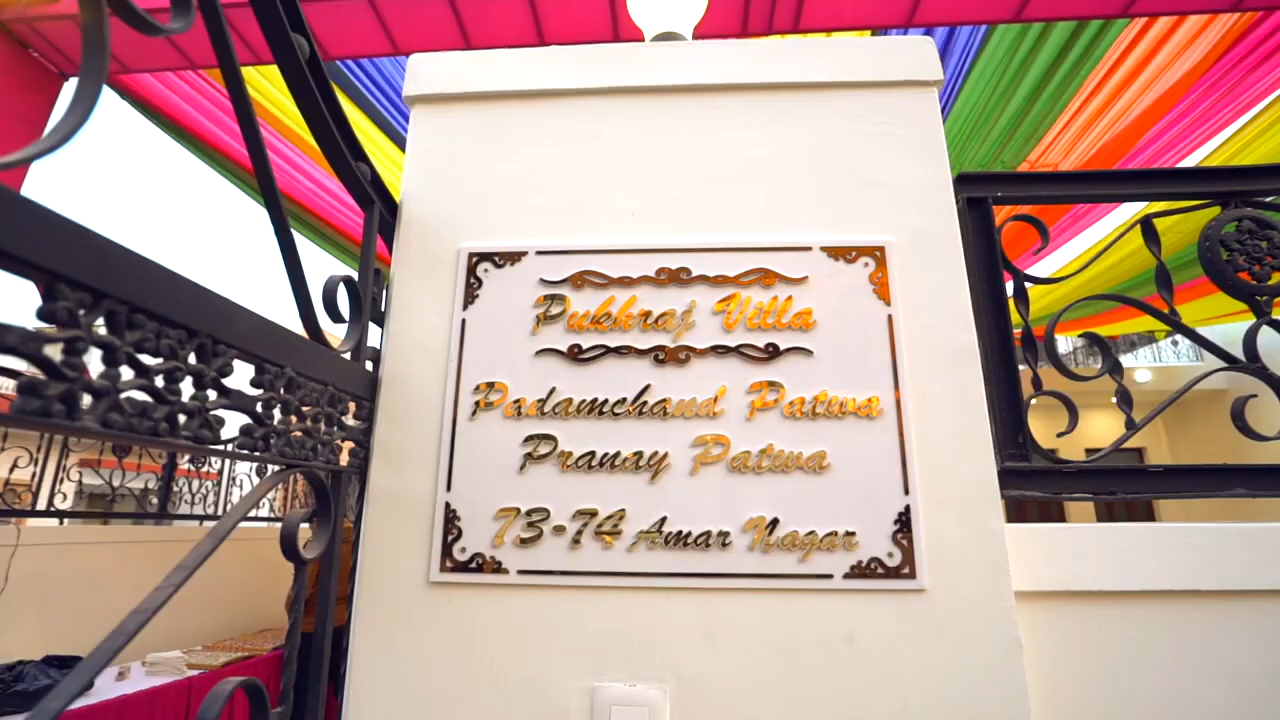 Pukhraj Villa
Padamchand Patwa
Pranay Patwa
73-74 Amar Nagar